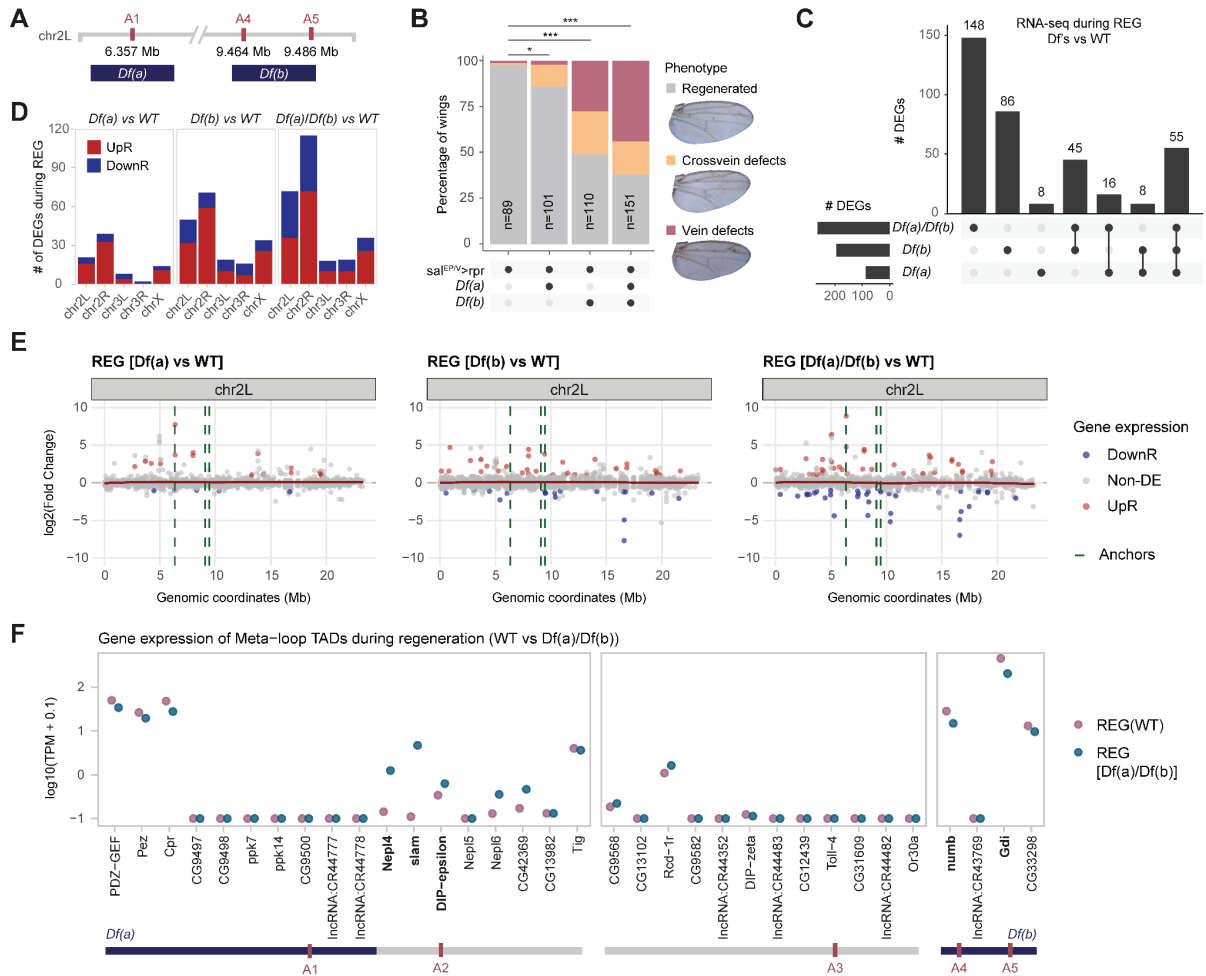 A
A1
A4
A5
chr2L
6.357 Mb
9.464 Mb
9.486 Mb
Df(a)
Df(b)
B
***
***
*
Percentage of wings
100
75
50
25
0
n=89
n=101
n=110
n=151
salEP/V>rpr
Df(a)
Df(b)
Phenotype
Regenerated
Crossvein defects
Vein defects
C
RNA-seq during REG
Df's vs WT
# DEGs
150
100
50
0
148
86
8
45
16
8
55
# DEGs
Df(a)/Df(b)
Df(b)
Df(a)
200
100
0
D
Df(a) vs WT
Df(b) vs WT
Df(a)/Df(b) vs WT
# of DEGs during REG
120
90
60
30
0
UpR
DownR
chr2L
chr2R
chr3L
chr3R
chrX
chr2L
chr2R
chr3L
chr3R
chrX
chr2L
chr2R
chr3L
chr3R
chrX
E
REG [Df(a) vs WT]
REG [Df(b) vs WT]
REG [Df(a)/Df(b) vs WT]
chr2L
chr2L
chr2L
log2(Fold Change)
10
5
0
−5
−10
10
5
0
−5
−10
10
5
0
−5
−10
0
5
10
15
20
0
5
10
15
20
0
5
10
15
20
Genomic coordinates (Mb)
Genomic coordinates (Mb)
Genomic coordinates (Mb)
Gene expression
DownR
Non-DE
UpR
Anchors
F
Gene expression of Meta−loop TADs during regeneration (WT vs Df(a)/Df(b))
log10(TPM + 0.1)
2
1
0
−1
REG(WT)
REG
[Df(a)/Df(b)]
PDZ−GEF
Pez
Cpr
CG9497
CG9498
ppk7
ppk14
CG9500
lncRNA:CR44777
lncRNA:CR44778
Nepl4
slam
DIP−epsilon
Nepl5
Nepl6
CG42369
CG13982
Tig
CG9568
CG13102
Rcd−1r
CG9582
lncRNA:CR44352
DIP−zeta
lncRNA:CR44483
CG12439
Toll−4
CG31609
lncRNA:CR44482
Or30a
numb
lncRNA:CR43769
Gdi
CG33298
Df(a)
Df(b)
A1
A2
A3
A4
A5